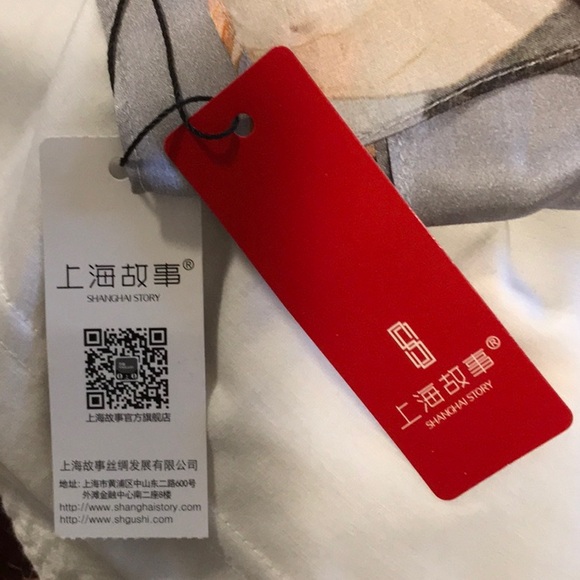 上海故事®
SHANGHAI STORY
上海故事官方旗舰店
上海故事丝绸发展有限公司
地址: 上海市黄浦区中山东二路600号
外滩金融中心南二座8楼
http://www.shanghaistory.com
http://www.shgushi.com
上海故事®
SHANGHAI STORY